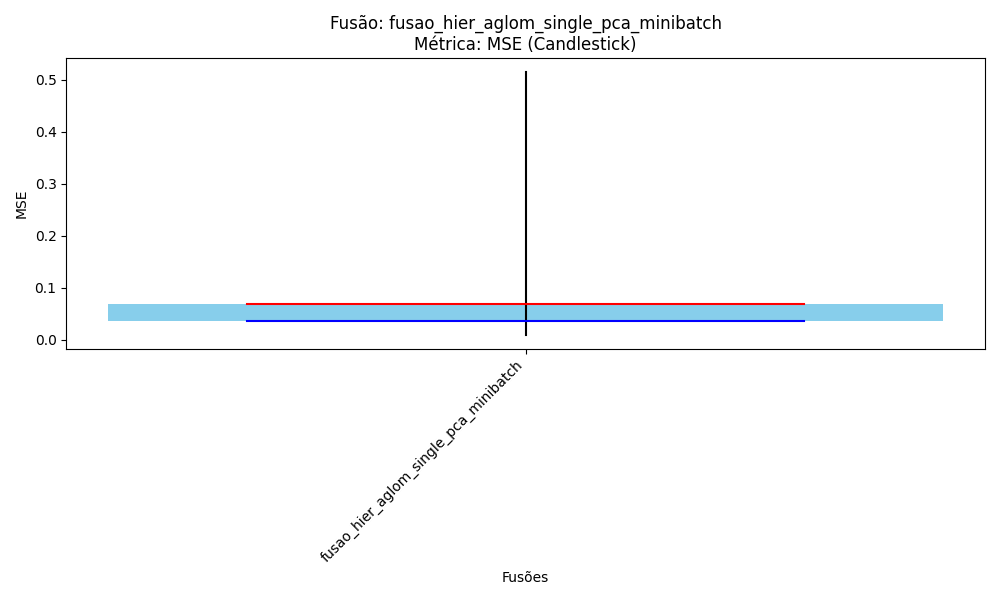 Fusão: fusao_hier_aglom_single_pca_minibatch
Métrica: MSE (Candlestick)
MSE
0.5
0.4
0.3
0.2
0.1
0.0
fusao_hier_aglom_single_pca_minibatch
Fusões